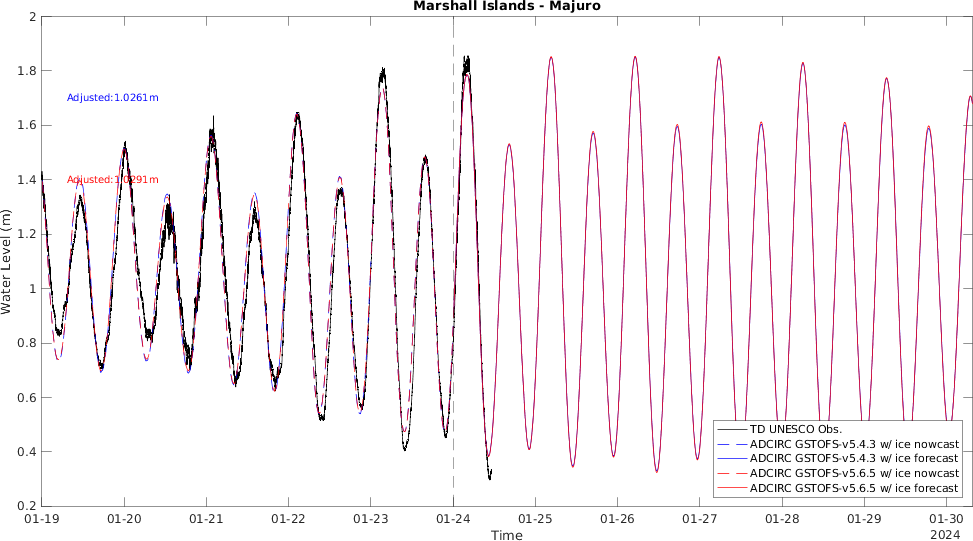 Marshall Islands - Majuro
2
1.8
1.6
1.4
1.2
1
0.8
0.6
0.4
0.2
Water Level (m)
Adjusted:1.0261m
Adjusted:1.0291m
TD UNESCO Obs.
ADCIRC GSTOFS-v5.4.3 w/ ice nowcast
ADCIRC GSTOFS-v5.4.3 w/ ice forecast
ADCIRC GSTOFS-v5.6.5 w/ ice nowcast
ADCIRC GSTOFS-v5.6.5 w/ ice forecast
01-19 01-20 01-21 01-22 01-23 01-24 01-25 01-26 01-27 01-28 01-29 01-30
Time
2024